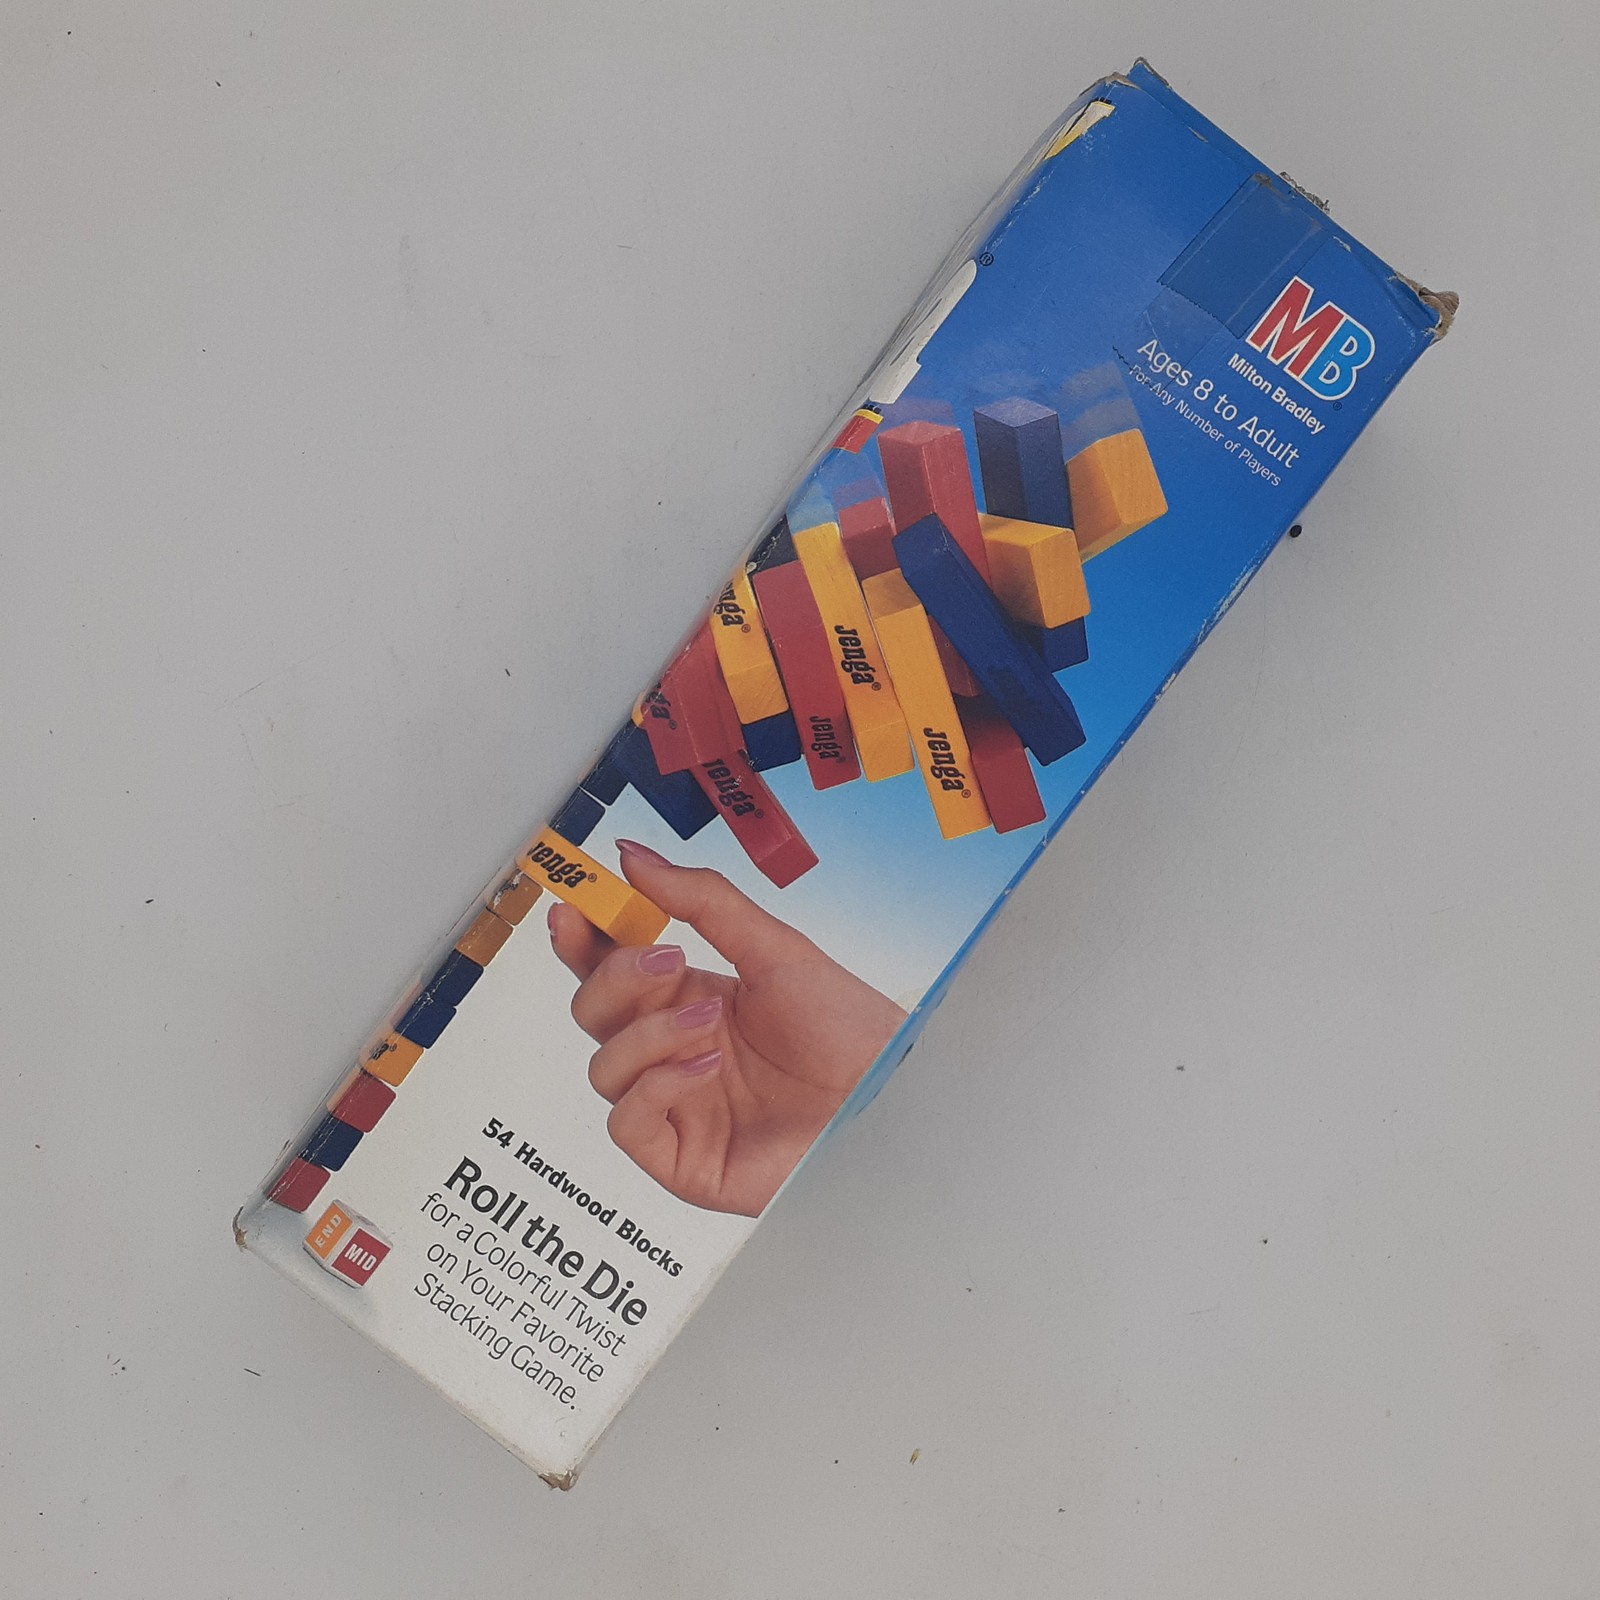 MB
Milton Bradley
Ages 8 to Adult
For Any Number of Players
Jenga®
Jenga®
Jenga®
Jenga®
Jenga®
54 Hardwood Blocks
Roll the Die
for a Colorful Twist
on Your Favorite
Stacking Game.
END
MID